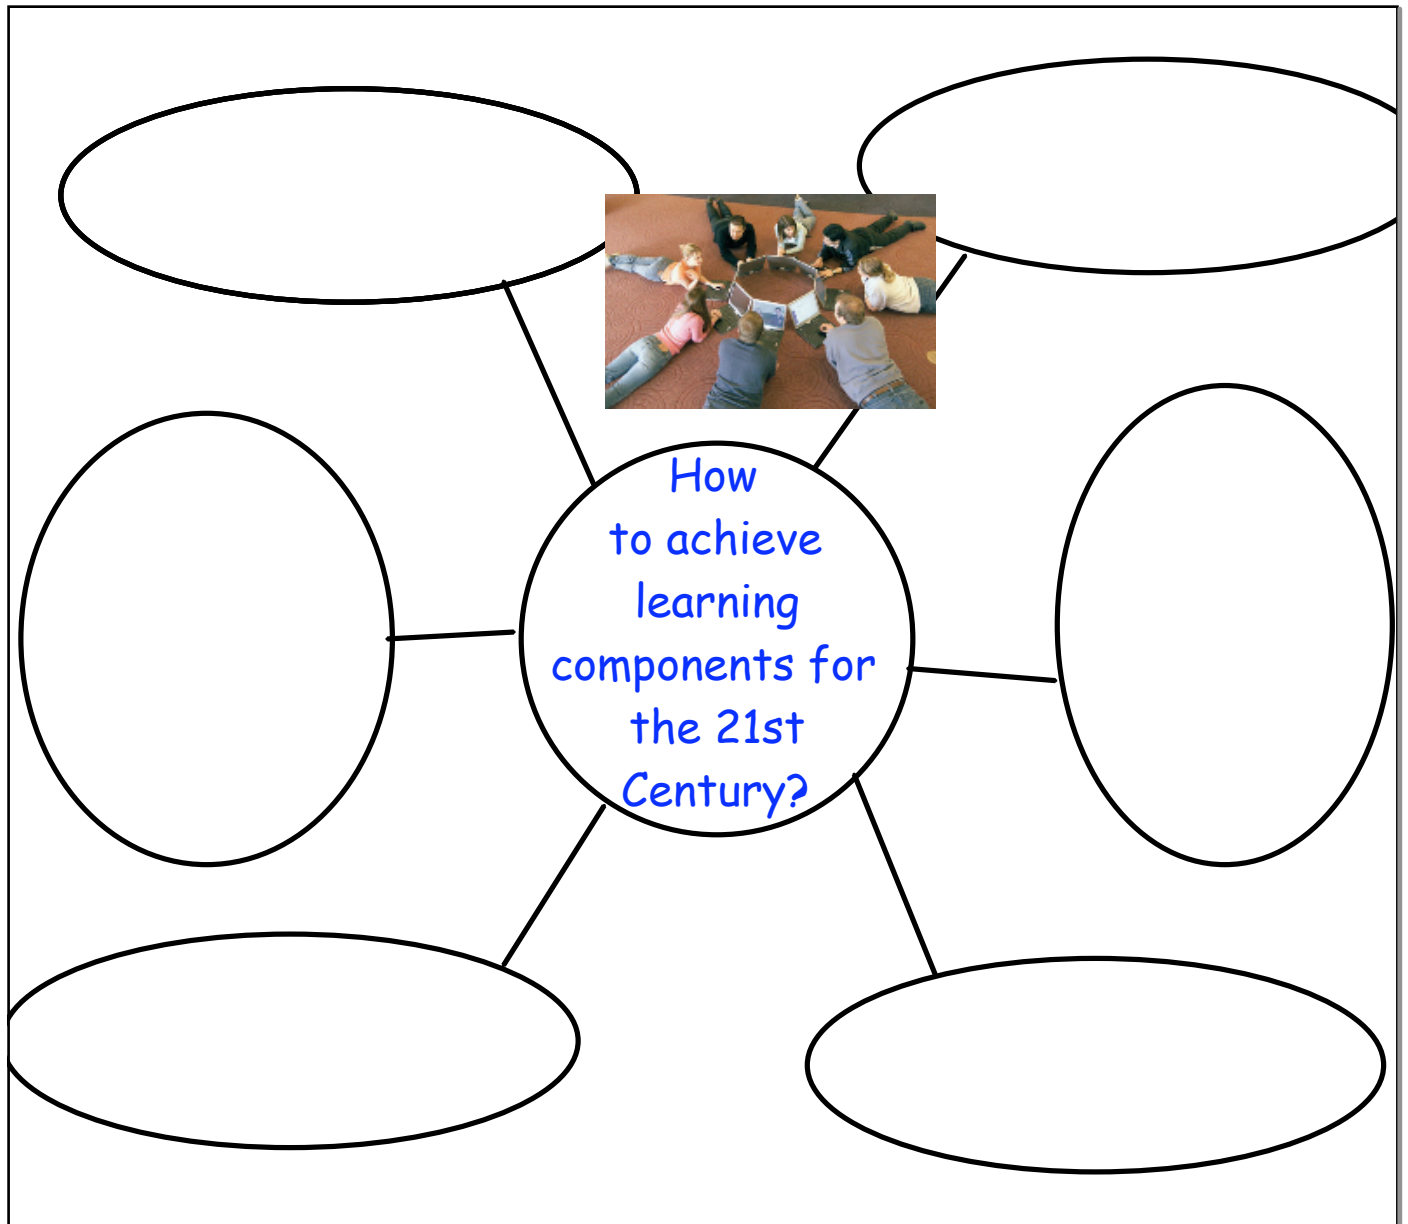 How
to achieve
learning
components for
the 21st
Century?